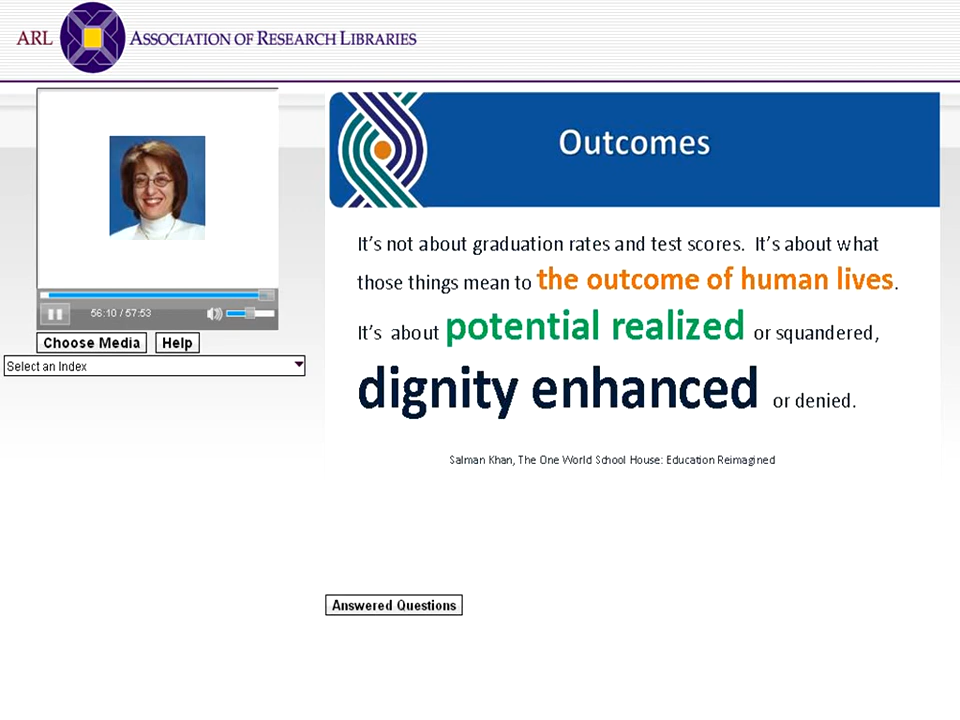 ARL ASSOCIATION OF RESEARCH LIBRARIES
56:10 / 57:53
Choose Media Help
Select an Index
Outcomes
It's not about graduation rates and test scores. It's about what
those things mean to the outcome of human lives.
It's about potential realized or squandered,
dignity enhanced or denied.
Salman Khan, The One World School House: Education Reimagined
Answered Questions